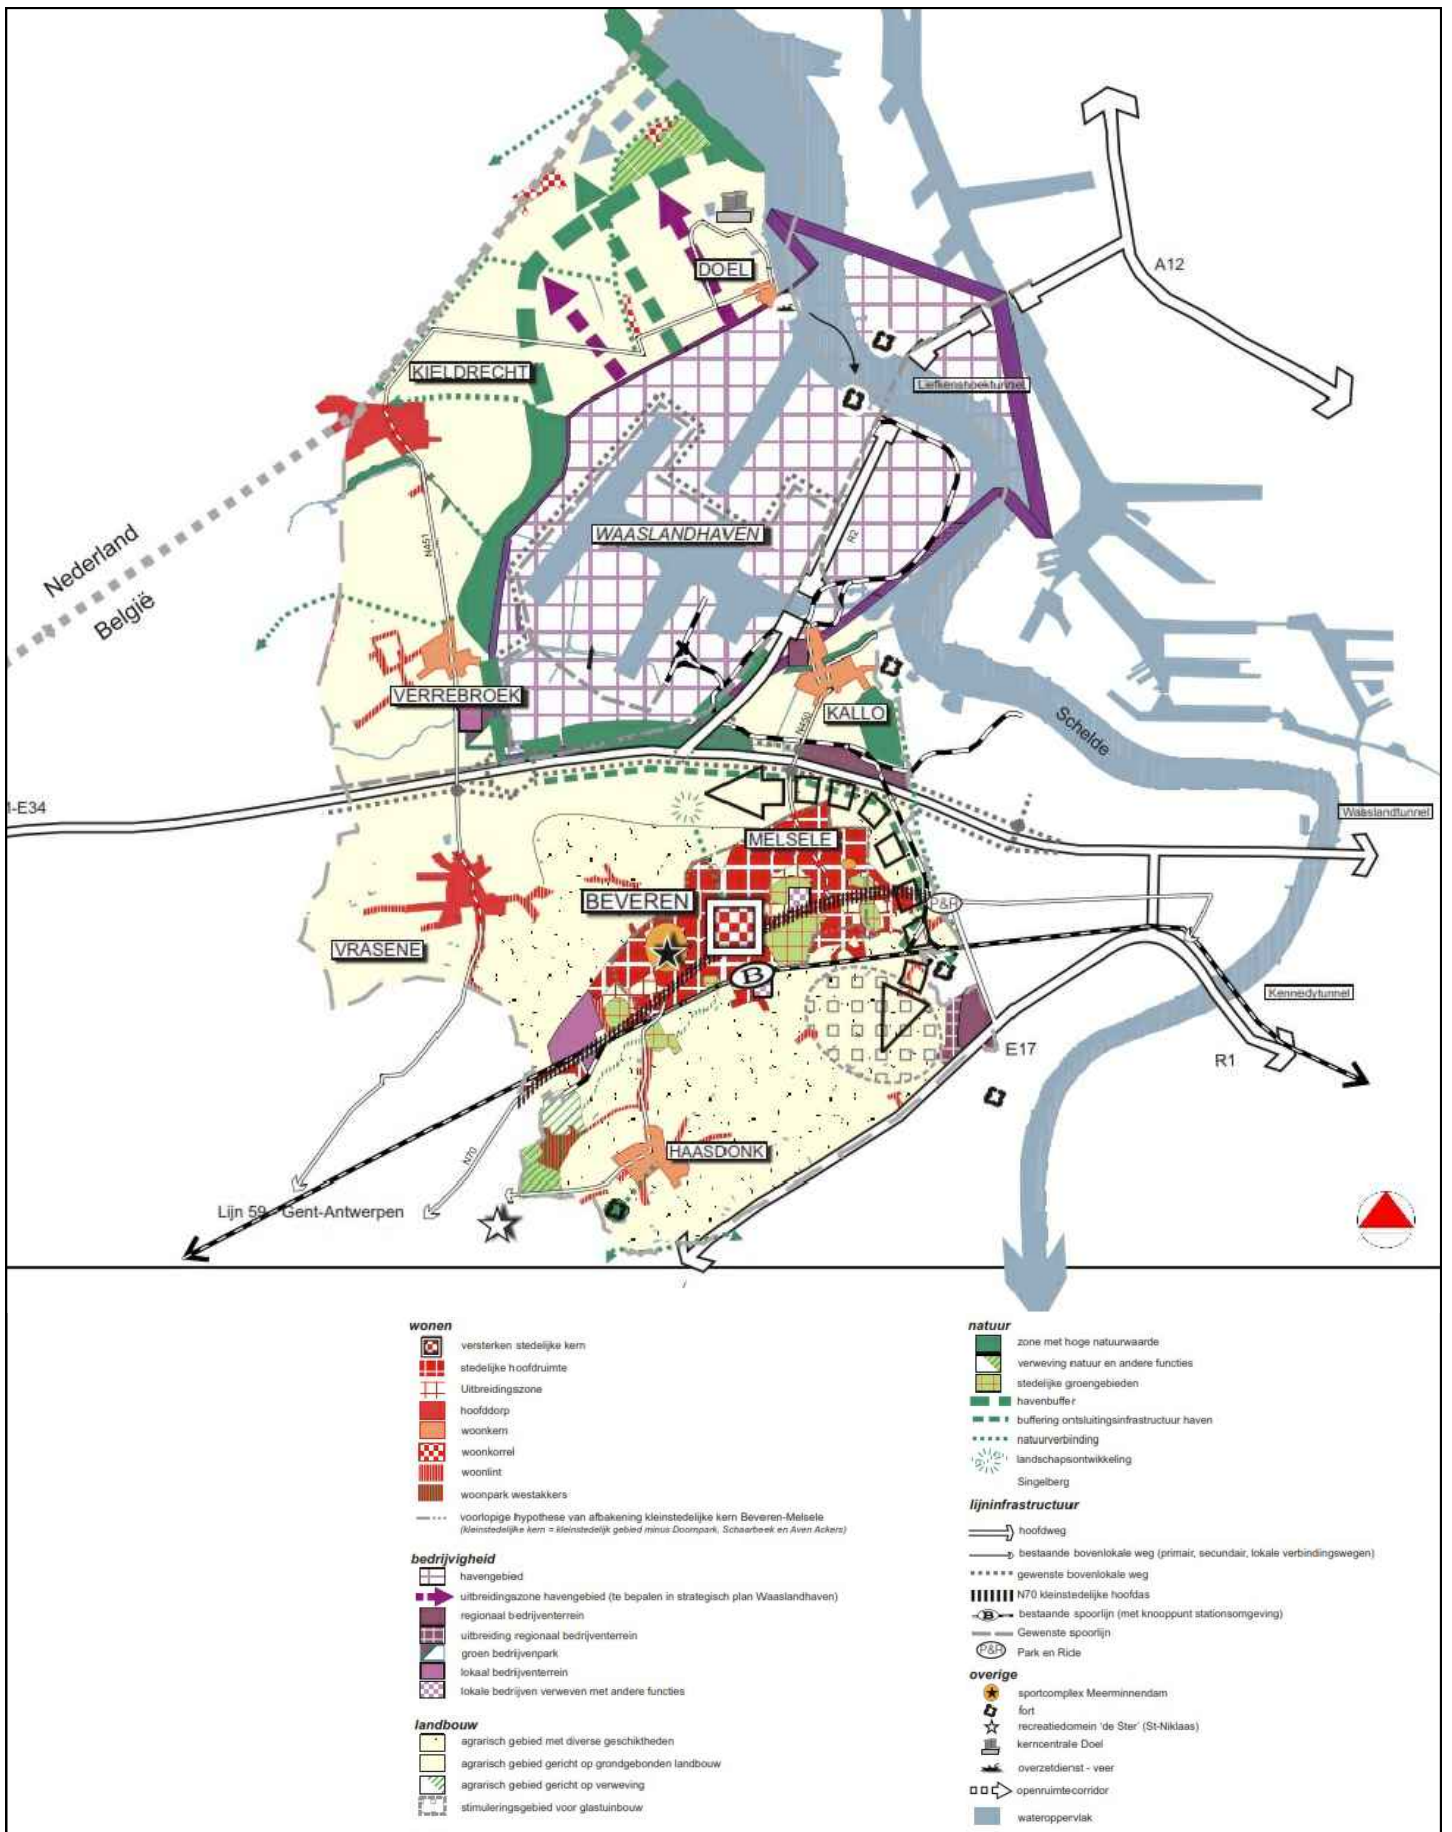 A12
DOEL
KIELDRECHT
Liefkenshoektunnel
WAASLANDHAVEN
R2
N451
Nederland
België
VERREBROEK
KALLO
N450
Schelde
-E34
Waaslandtunnel
MELSELE
BEVEREN
P&R
VRASENE
B
Kennedytunnel
E17
R1
HAASDONK
N70
Lijn 59 Gent-Antwerpen
wonen
versterken stedelijke kern
stedelijke hoofdruimte
Uitbreidingszone
hoofddorp
woonkern
woonkorrel
woonlint
woonpark westakkers
voorlopige hypothese van afbakening kleinstedelijke kern Beveren-Melsele
(kleinstedelijke kern = kleinstedelijk gebied minus Doornpark, Schaarbeek en Aven Ackers)
bedrijvigheid
havengebied
uitbreidingszone havengebied (te bepalen in strategisch plan Waaslandhaven)
regionaal bedrijventerrein
uitbreiding regionaal bedrijventerrein
groen bedrijvenpark
lokaal bedrijventerrein
lokale bedrijven verweven met andere functies
landbouw
agrarisch gebied met diverse geschiktheden
agrarisch gebied gericht op grondgebonden landbouw
agrarisch gebied gericht op verweving
stimuleringsgebied voor glastuinbouw
natuur
zone met hoge natuurwaarde
verweving natuur en andere functies
stedelijke groengebieden
havenbuffer
buffering ontsluitingsinfrastructuur haven
natuurverbinding
landschapsontwikkeling
Singelberg
lijninfrastructuur
hoofdweg
bestaande bovenlokale weg (primair, secundair, lokale verbindingswegen)
gewenste bovenlokale weg
N70 kleinstedelijke hoofdas
B bestaande spoorlijn (met knooppunt stationsomgeving)
Gewenste spoorlijn
P&R Park en Ride
overige
sportcomplex Meerminnendam
fort
recreatiedomein 'de Ster' (St-Niklaas)
kerncentrale Doel
overzetdienst - veer
openruimtecorridor
wateroppervlak